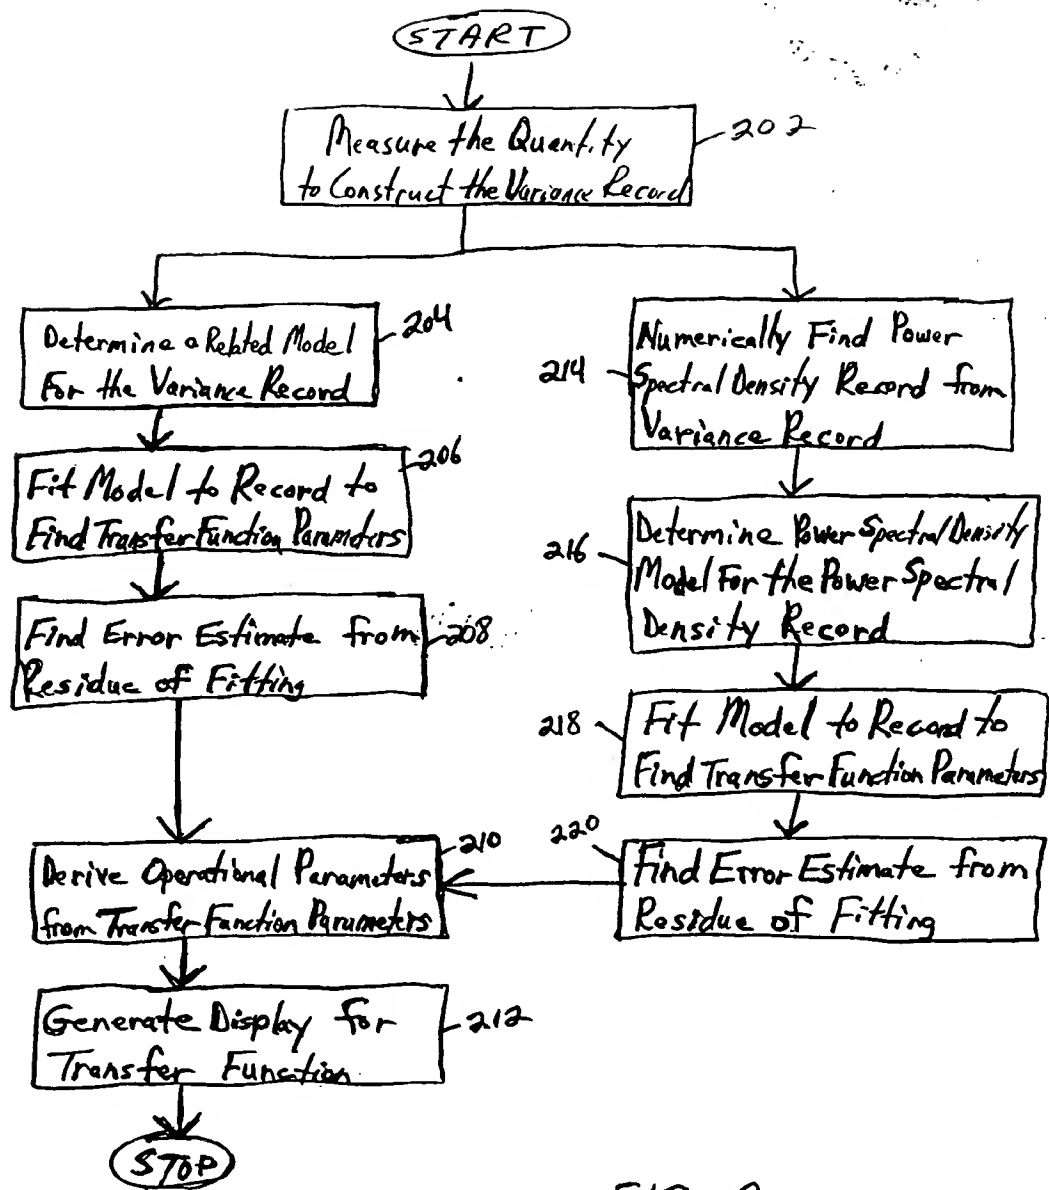 START
Measure the Quantity
to Construct the Variance Record
202
Determine a Related Model
For the Variance Record
204
Fit Model to Record to
Find Transfer Function Parameters
206
Find Error Estimate from
Residue of Fitting
208
Numerically Find Power
Spectral Density Record from
Variance Record
214
Determine Power Spectral Density
Model For the Power Spectral
Density Record
216
Fit Model to Record to
Find Transfer Function Parameters
218
Find Error Estimate from
Residue of Fitting
220
Derive Operational Parameters
from Transfer Function Parameters
210
Generate Display for
Transfer Function
212
STOP